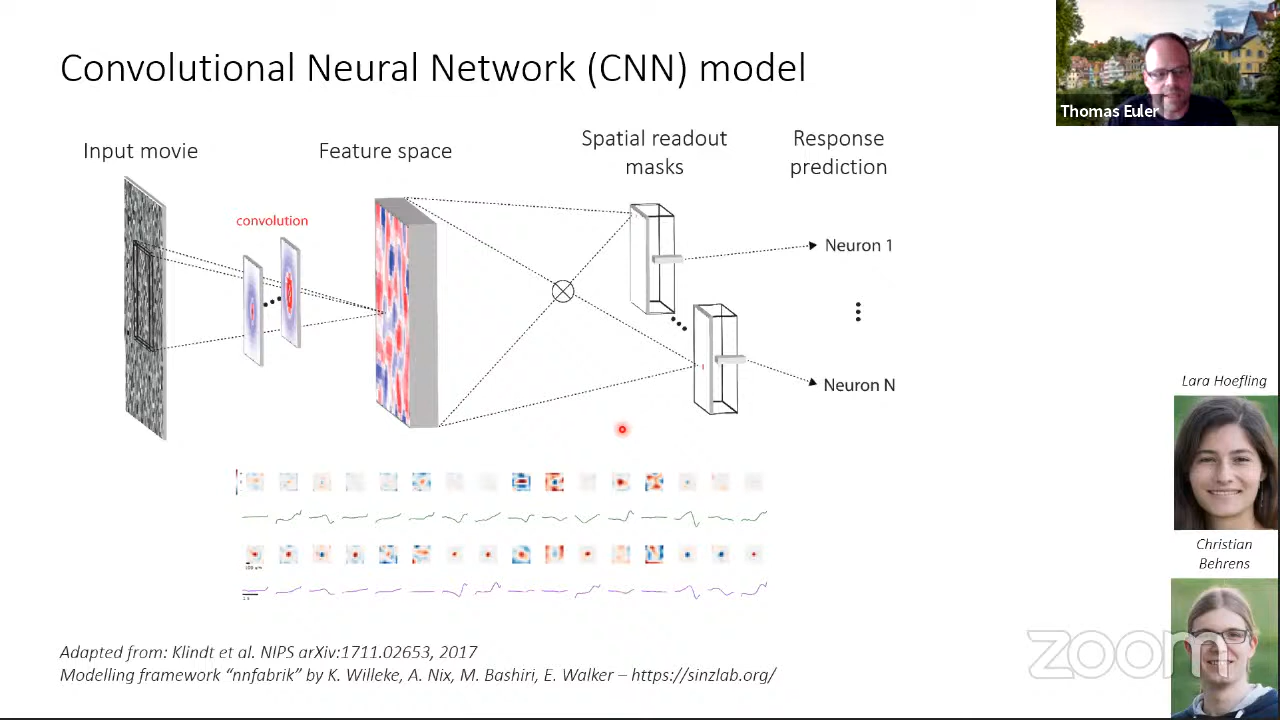 Convolutional Neural Network (CNN) model
Thomas Euler
Input movie
Feature space
Spatial readout
masks
Response
prediction
convolution
Neuron 1
Neuron N
Lara Hoefling
Christian
Behrens
Adapted from: Klindt et al. NIPS arXiv:1711.02653, 2017
Modelling framework “nnfabrik” by K. Willeke, A. Nix, M. Bashiri, E. Walker – https://sinzlab.org/
zoom